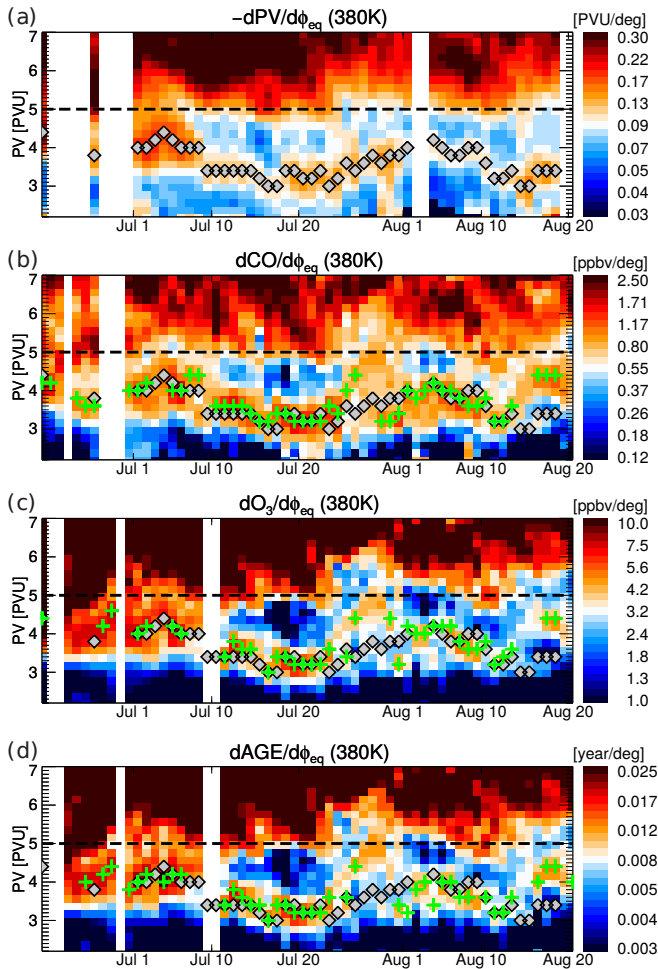 (a)
−dPV/dϕeq (380K)
[PVU/deg]
PV [PVU]
7
6
5
4
3
0.30
0.22
0.17
0.13
0.09
0.07
0.05
0.04
0.03
Jul 1
Jul 10
Jul 20
Aug 1
Aug 10
Aug 20
(b)
dCO/dϕeq (380K)
[ppbv/deg]
PV [PVU]
7
6
5
4
3
2.50
1.71
1.17
0.80
0.55
0.37
0.26
0.18
0.12
Jul 1
Jul 10
Jul 20
Aug 1
Aug 10
Aug 20
(c)
dO3/dϕeq (380K)
[ppbv/deg]
PV [PVU]
7
6
5
4
3
10.0
7.5
5.6
4.2
3.2
2.4
1.8
1.3
1.0
Jul 1
Jul 10
Jul 20
Aug 1
Aug 10
Aug 20
(d)
dAGE/dϕeq (380K)
[year/deg]
PV [PVU]
7
6
5
4
3
0.025
0.019
0.015
0.011
0.008
0.006
0.005
0.004
0.003
Jul 1
Jul 10
Jul 20
Aug 1
Aug 10
Aug 20